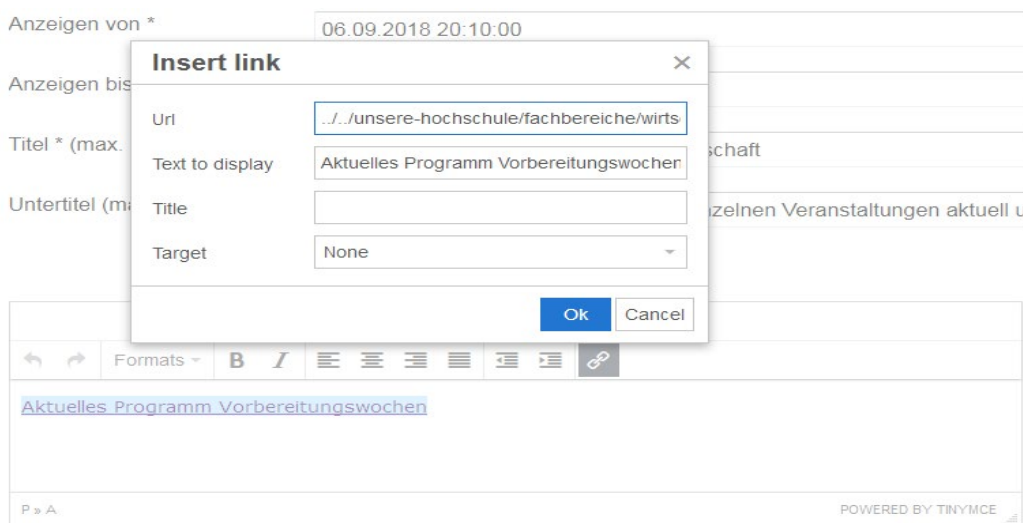 Anzeigen von *
06.09.2018 20:10:00
Insert link
Anzeigen bis
Url
../../unsere-hochschule/fachbereiche/wirts
Titel * (max.
schaft
Text to display
Aktuelles Programm Vorbereitungswochen
Untertitel (ma
Title
zelnen Veranstaltungen aktuell u
Target
None
Ok Cancel
Formats B I
Aktuelles Programm Vorbereitungswochen
P » A
POWERED BY TINYMCE